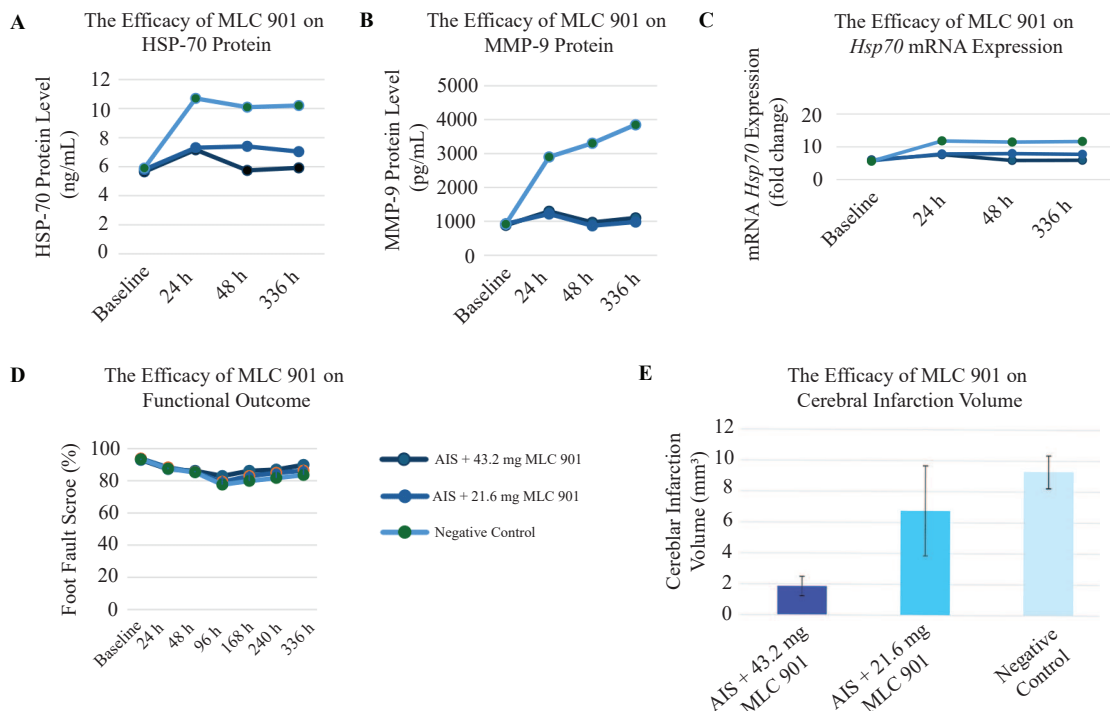 A
The Efficacy of MLC 901 on
HSP-70 Protein
HSP-70 Protein Level
(ng/mL)
12
10
8
6
4
2
0
Baseline
24 h
48 h
336 h
B
The Efficacy of MLC 901 on
MMP-9 Protein
MMP-9 Protein Level
(pg/mL)
5000
4000
3000
2000
1000
0
Baseline
24 h
48 h
336 h
C
The Efficacy of MLC 901 on
Hsp70 mRNA Expression
mRNA Hsp70 Expression
(fold change)
20
10
0
Baseline
24 h
48 h
336 h
D
The Efficacy of MLC 901 on
Functional Outcome
Foot Fault Scroe (%)
100
80
60
40
20
0
Baseline
24 h
48 h
96 h
168 h
240 h
336 h
AIS + 43.2 mg MLC 901
AIS + 21.6 mg MLC 901
Negative Control
E
The Efficacy of MLC 901 on
Cerebral Infarction Volume
Cereblar Infarction
Volume (mm³)
12
10
8
6
4
2
0
AIS + 43.2 mg
MLC 901
AIS + 21.6 mg
MLC 901
Negative
Control